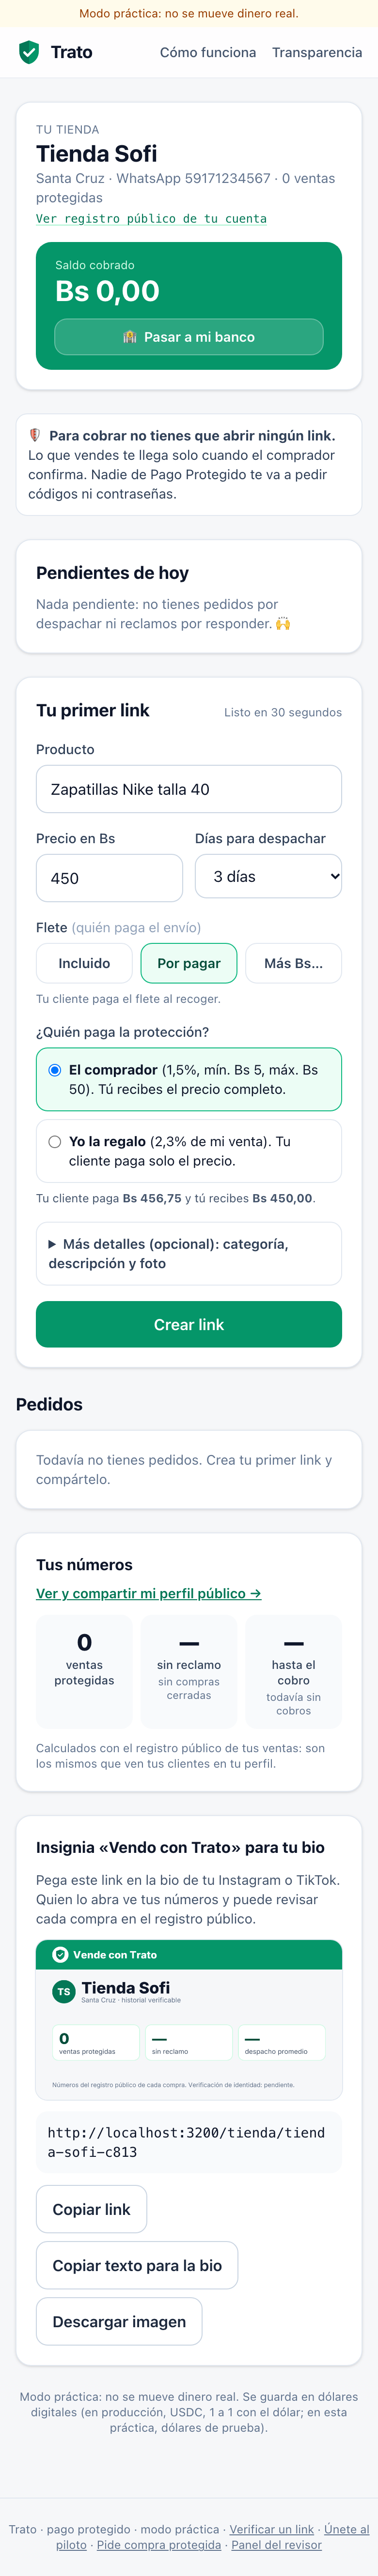 Modo práctica: no se mueve dinero real.
Trato
Cómo funciona
Transparencia
TU TIENDA
Tienda Sofi
Santa Cruz · WhatsApp 59171234567 · 0 ventas
protegidas
Ver registro público de tu cuenta
Saldo cobrado
Bs 0,00
🏦 Pasar a mi banco
🛡️ Para cobrar no tienes que abrir ningún link.
Lo que vendes te llega solo cuando el comprador
confirma. Nadie de Pago Protegido te va a pedir
códigos ni contraseñas.
Pendientes de hoy
Nada pendiente: no tienes pedidos por
despachar ni reclamos por responder. 🙌
Tu primer link
Listo en 30 segundos
Producto
Zapatillas Nike talla 40
Precio en Bs
Días para despachar
450
3 días
Flete (quién paga el envío)
Incluido
Por pagar
Más Bs...
Tu cliente paga el flete al recoger.
¿Quién paga la protección?
El comprador (1,5%, mín. Bs 5, máx. Bs
50). Tú recibes el precio completo.
Yo la regalo (2,3% de mi venta). Tu
cliente paga solo el precio.
Tu cliente paga Bs 456,75 y tú recibes Bs 450,00.
▶ Más detalles (opcional): categoría,
descripción y foto
Crear link
Pedidos
Todavía no tienes pedidos. Crea tu primer link y
compártelo.
Tus números
Ver y compartir mi perfil público →
0
ventas
protegidas
—
sin reclamo
sin compras
cerradas
—
hasta el
cobro
todavía sin
cobros
Calculados con el registro público de tus ventas: son
los mismos que ven tus clientes en tu perfil.
Insignia «Vendo con Trato» para tu bio
Pega este link en la bio de tu Instagram o TikTok.
Quien lo abra ve tus números y puede revisar
cada compra en el registro público.
Vende con Trato
TS
Tienda Sofi
Santa Cruz · historial verificable
0
ventas protegidas
—
sin reclamo
—
despacho promedio
Números del registro público de cada compra. Verificación de identidad: pendiente.
http://localhost:3200/tienda/tiend
a-sofi-c813
Copiar link
Copiar texto para la bio
Descargar imagen
Modo práctica: no se mueve dinero real. Se guarda en dólares
digitales (en producción, USDC, 1 a 1 con el dólar; en esta
práctica, dólares de prueba).
Trato · pago protegido · modo práctica · Verificar un link · Únete al
piloto · Pide compra protegida · Panel del revisor